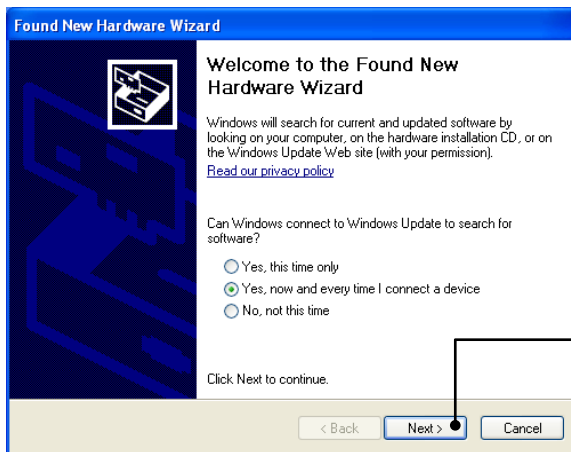 Found New Hardware Wizard
Welcome to the Found New
Hardware Wizard
Windows will search for current and updated software by
looking on your computer, on the hardware installation CD, or on
the Windows Update Web site (with your permission).
Read our privacy policy
Can Windows connect to Windows Update to search for
software?
Yes, this time only
Yes, now and every time I connect a device
No, not this time
Click Next to continue.
< Back Next > Cancel